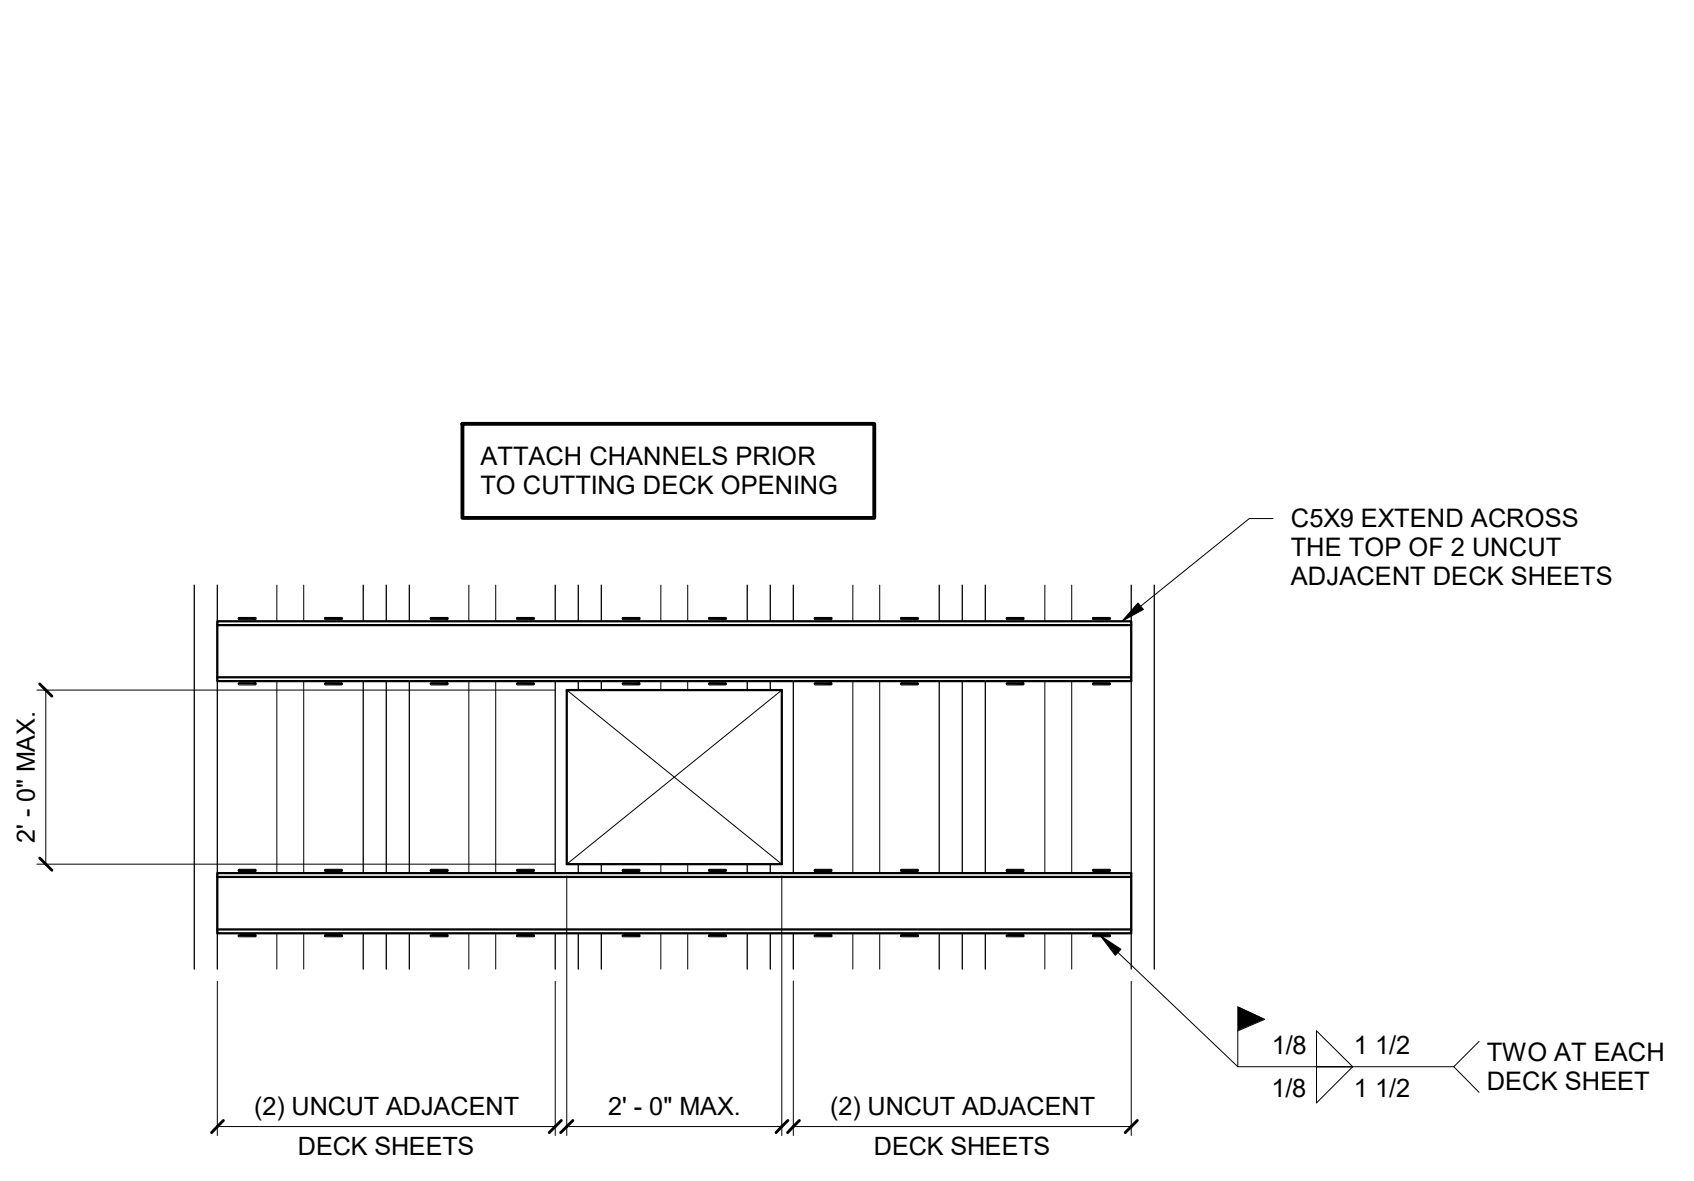 ATTACH CHANNELS PRIOR
TO CUTTING DECK OPENING
C5X9 EXTEND ACROSS
THE TOP OF 2 UNCUT
ADJACENT DECK SHEETS
2' - 0" MAX.
1/8 1 1/2
1/8 1 1/2
TWO AT EACH
DECK SHEET
(2) UNCUT ADJACENT
DECK SHEETS
2' - 0" MAX.
(2) UNCUT ADJACENT
DECK SHEETS